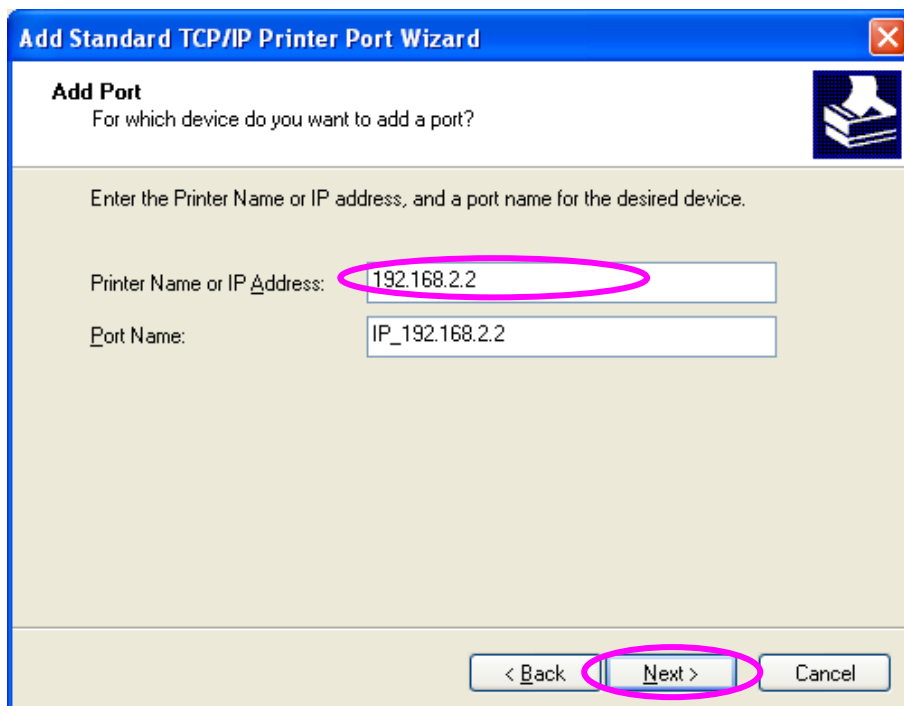 Add Standard TCP/IP Printer Port Wizard
Add Port
For which device do you want to add a port?
Enter the Printer Name or IP address, and a port name for the desired device.
Printer Name or IP Address: 192.168.2.2
Port Name: IP_192.168.2.2
< Back Next > Cancel